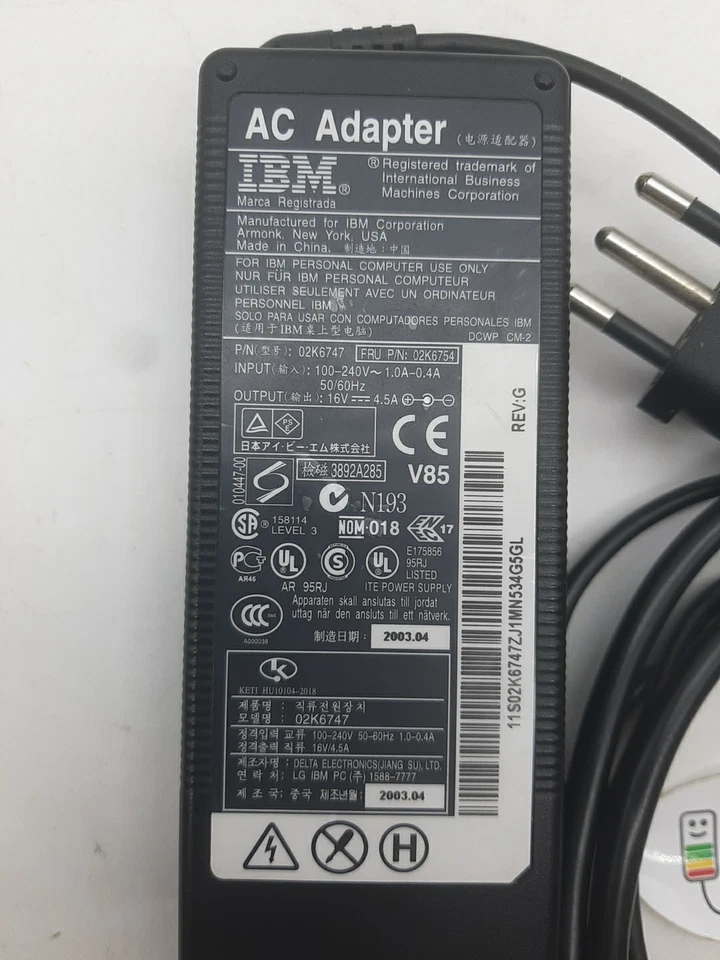 AC Adapter (电源适配器)
IBM®
Marca Registrada
® Registered trademark of
International Business
Machines Corporation
Manufactured for IBM Corporation
Armonk, New York, USA
Made in China. 制造地：中国
FOR IBM PERSONAL COMPUTER USE ONLY
NUR FÜR IBM PERSONAL COMPUTER
UTILISER SEULEMENT AVEC UN ORDINATEUR
PERSONNEL IBM
SOLO PARA USAR CON COMPUTADORES PERSONALES IBM
(适用于IBM桌上型电脑)
DCWP CM-2
P/N(型号): 02K6747 FRU P/N: 02K6754
INPUT(输入): 100-240V~ 1.0A-0.4A
50/60Hz
OUTPUT(输出): 16V⎓ 4.5A
PS
E
日本アイ・ビー・エム株式会社
CE
010447-00
檢磁 3892A285
V85
N193
SA ® 158114
LEVEL 3
NOM-018
17
AR46
UL
S
UL
E175856
95RJ
LISTED
AR 95RJ
ITE POWER SUPPLY
CCC
A000038
Apparaten skall anslutas till jordat
uttag när den ansluts till ett nätverk.
制造日期: 2003.04
KETI HU10104-2018
제품명 : 직류전원장치
모델명 : 02K6747
정격입력 교류 100-240V 50-60Hz 1.0-0.4A
정격출력 직류 16V/4.5A
제조자명 : DELTA ELECTRONICS(JIANG SU), LTD.
연 락 처: LG IBM PC (주) 1588-7777
제 조 국: 중국 제조년월: 2003.04
H
REV:G
11S02K6747ZJ1MN534G5GL